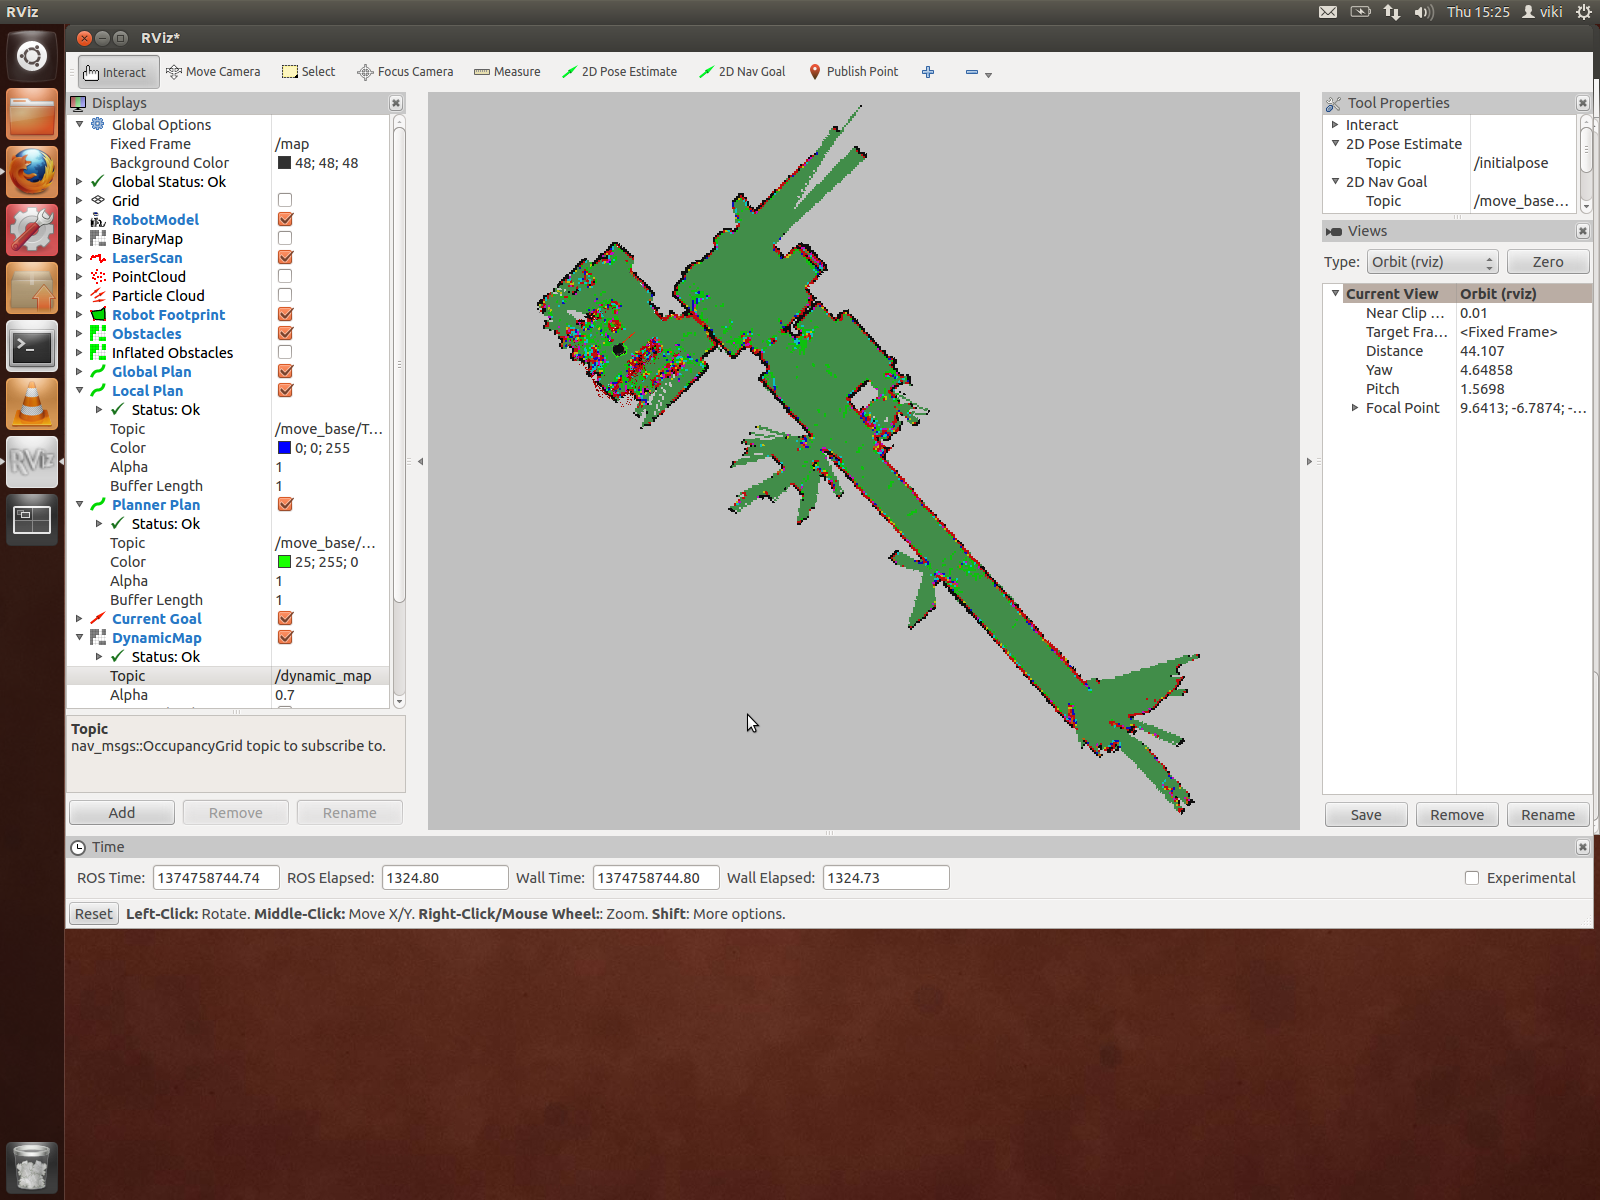 RViz
Thu 15:25
viki
RViz*
Interact
Move Camera
Select
Focus Camera
Measure
2D Pose Estimate
2D Nav Goal
Publish Point
Displays
Global Options
Fixed Frame /map
Background Color 48; 48; 48
Global Status: Ok
Grid
RobotModel
BinaryMap
LaserScan
PointCloud
Particle Cloud
Robot Footprint
Obstacles
Inflated Obstacles
Global Plan
Local Plan
Status: Ok
Topic /move_base/T...
Color 0; 0; 255
Alpha 1
Buffer Length 1
Planner Plan
Status: Ok
Topic /move_base/...
Color 25; 255; 0
Alpha 1
Buffer Length 1
Current Goal
DynamicMap
Status: Ok
Topic /dynamic_map
Alpha 0.7
Topic
nav_msgs::OccupancyGrid topic to subscribe to.
Add
Remove
Rename
Tool Properties
Interact
2D Pose Estimate
Topic /initialpose
2D Nav Goal
Topic /move_base...
Views
Type: Orbit (rviz) Zero
Current View Orbit (rviz)
Near Clip ... 0.01
Target Fra... <Fixed Frame>
Distance 44.107
Yaw 4.64858
Pitch 1.5698
Focal Point 9.6413; -6.7874; -...
Save
Remove
Rename
Time
ROS Time: 1374758744.74 ROS Elapsed: 1324.80 Wall Time: 1374758744.80 Wall Elapsed: 1324.73 Experimental
Reset Left-Click: Rotate. Middle-Click: Move X/Y. Right-Click/Mouse Wheel:: Zoom. Shift: More options.
RViz